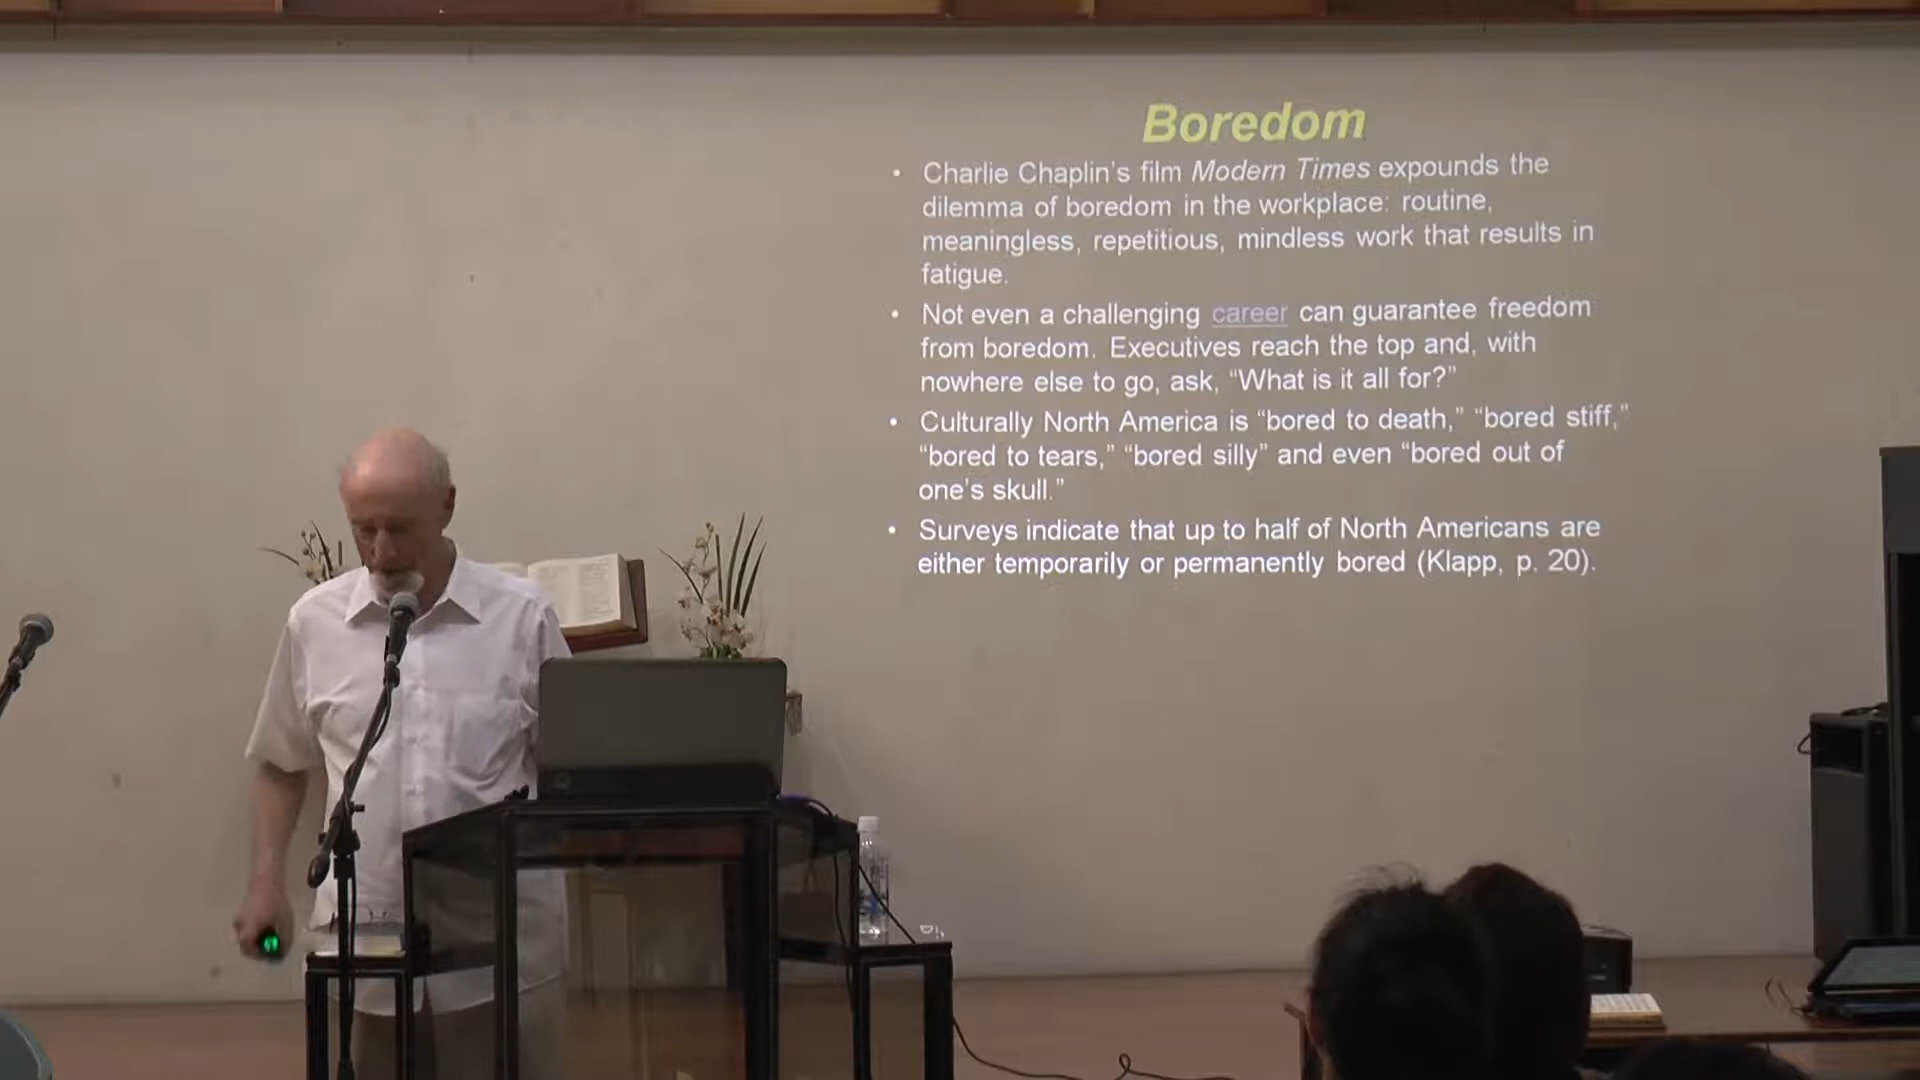 Boredom
• Charlie Chaplin's film Modern Times expounds the
dilemma of boredom in the workplace: routine,
meaningless, repetitious, mindless work that results in
fatigue.
• Not even a challenging career can guarantee freedom
from boredom. Executives reach the top and, with
nowhere else to go, ask, “What is it all for?”
• Culturally North America is “bored to death,” “bored stiff,”
“bored to tears,” “bored silly” and even “bored out of
one's skull.”
• Surveys indicate that up to half of North Americans are
either temporarily or permanently bored (Klapp, p. 20).